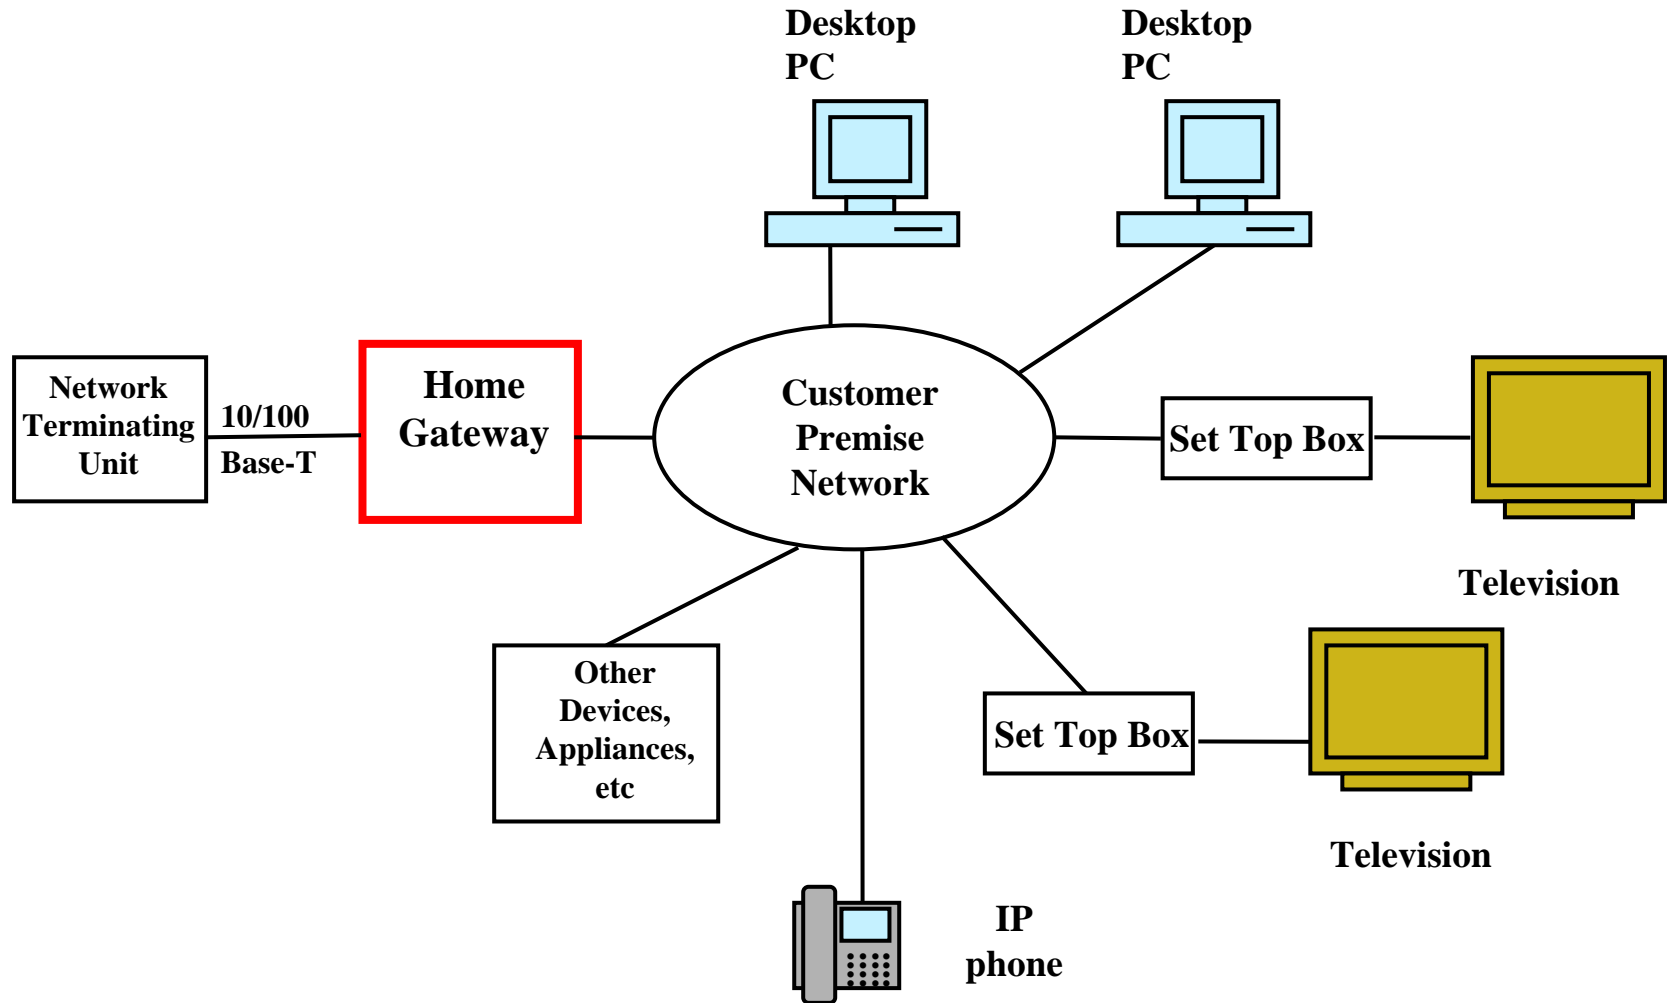 Desktop
PC
Desktop
PC
Network
Terminating
Unit
10/100
Base-T
Home
Gateway
Customer
Premise
Network
Set Top Box
Television
Other
Devices,
Appliances,
etc
Set Top Box
Television
IP
phone